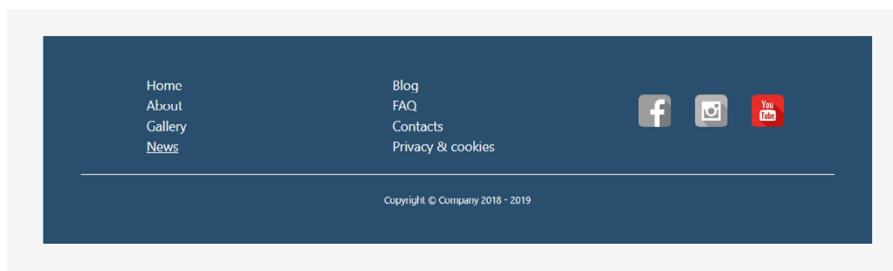 Home
About
Gallery
News
Blog
FAQ
Contacts
Privacy & cookies
f
You
Tube
Copyright © Company 2018 - 2019